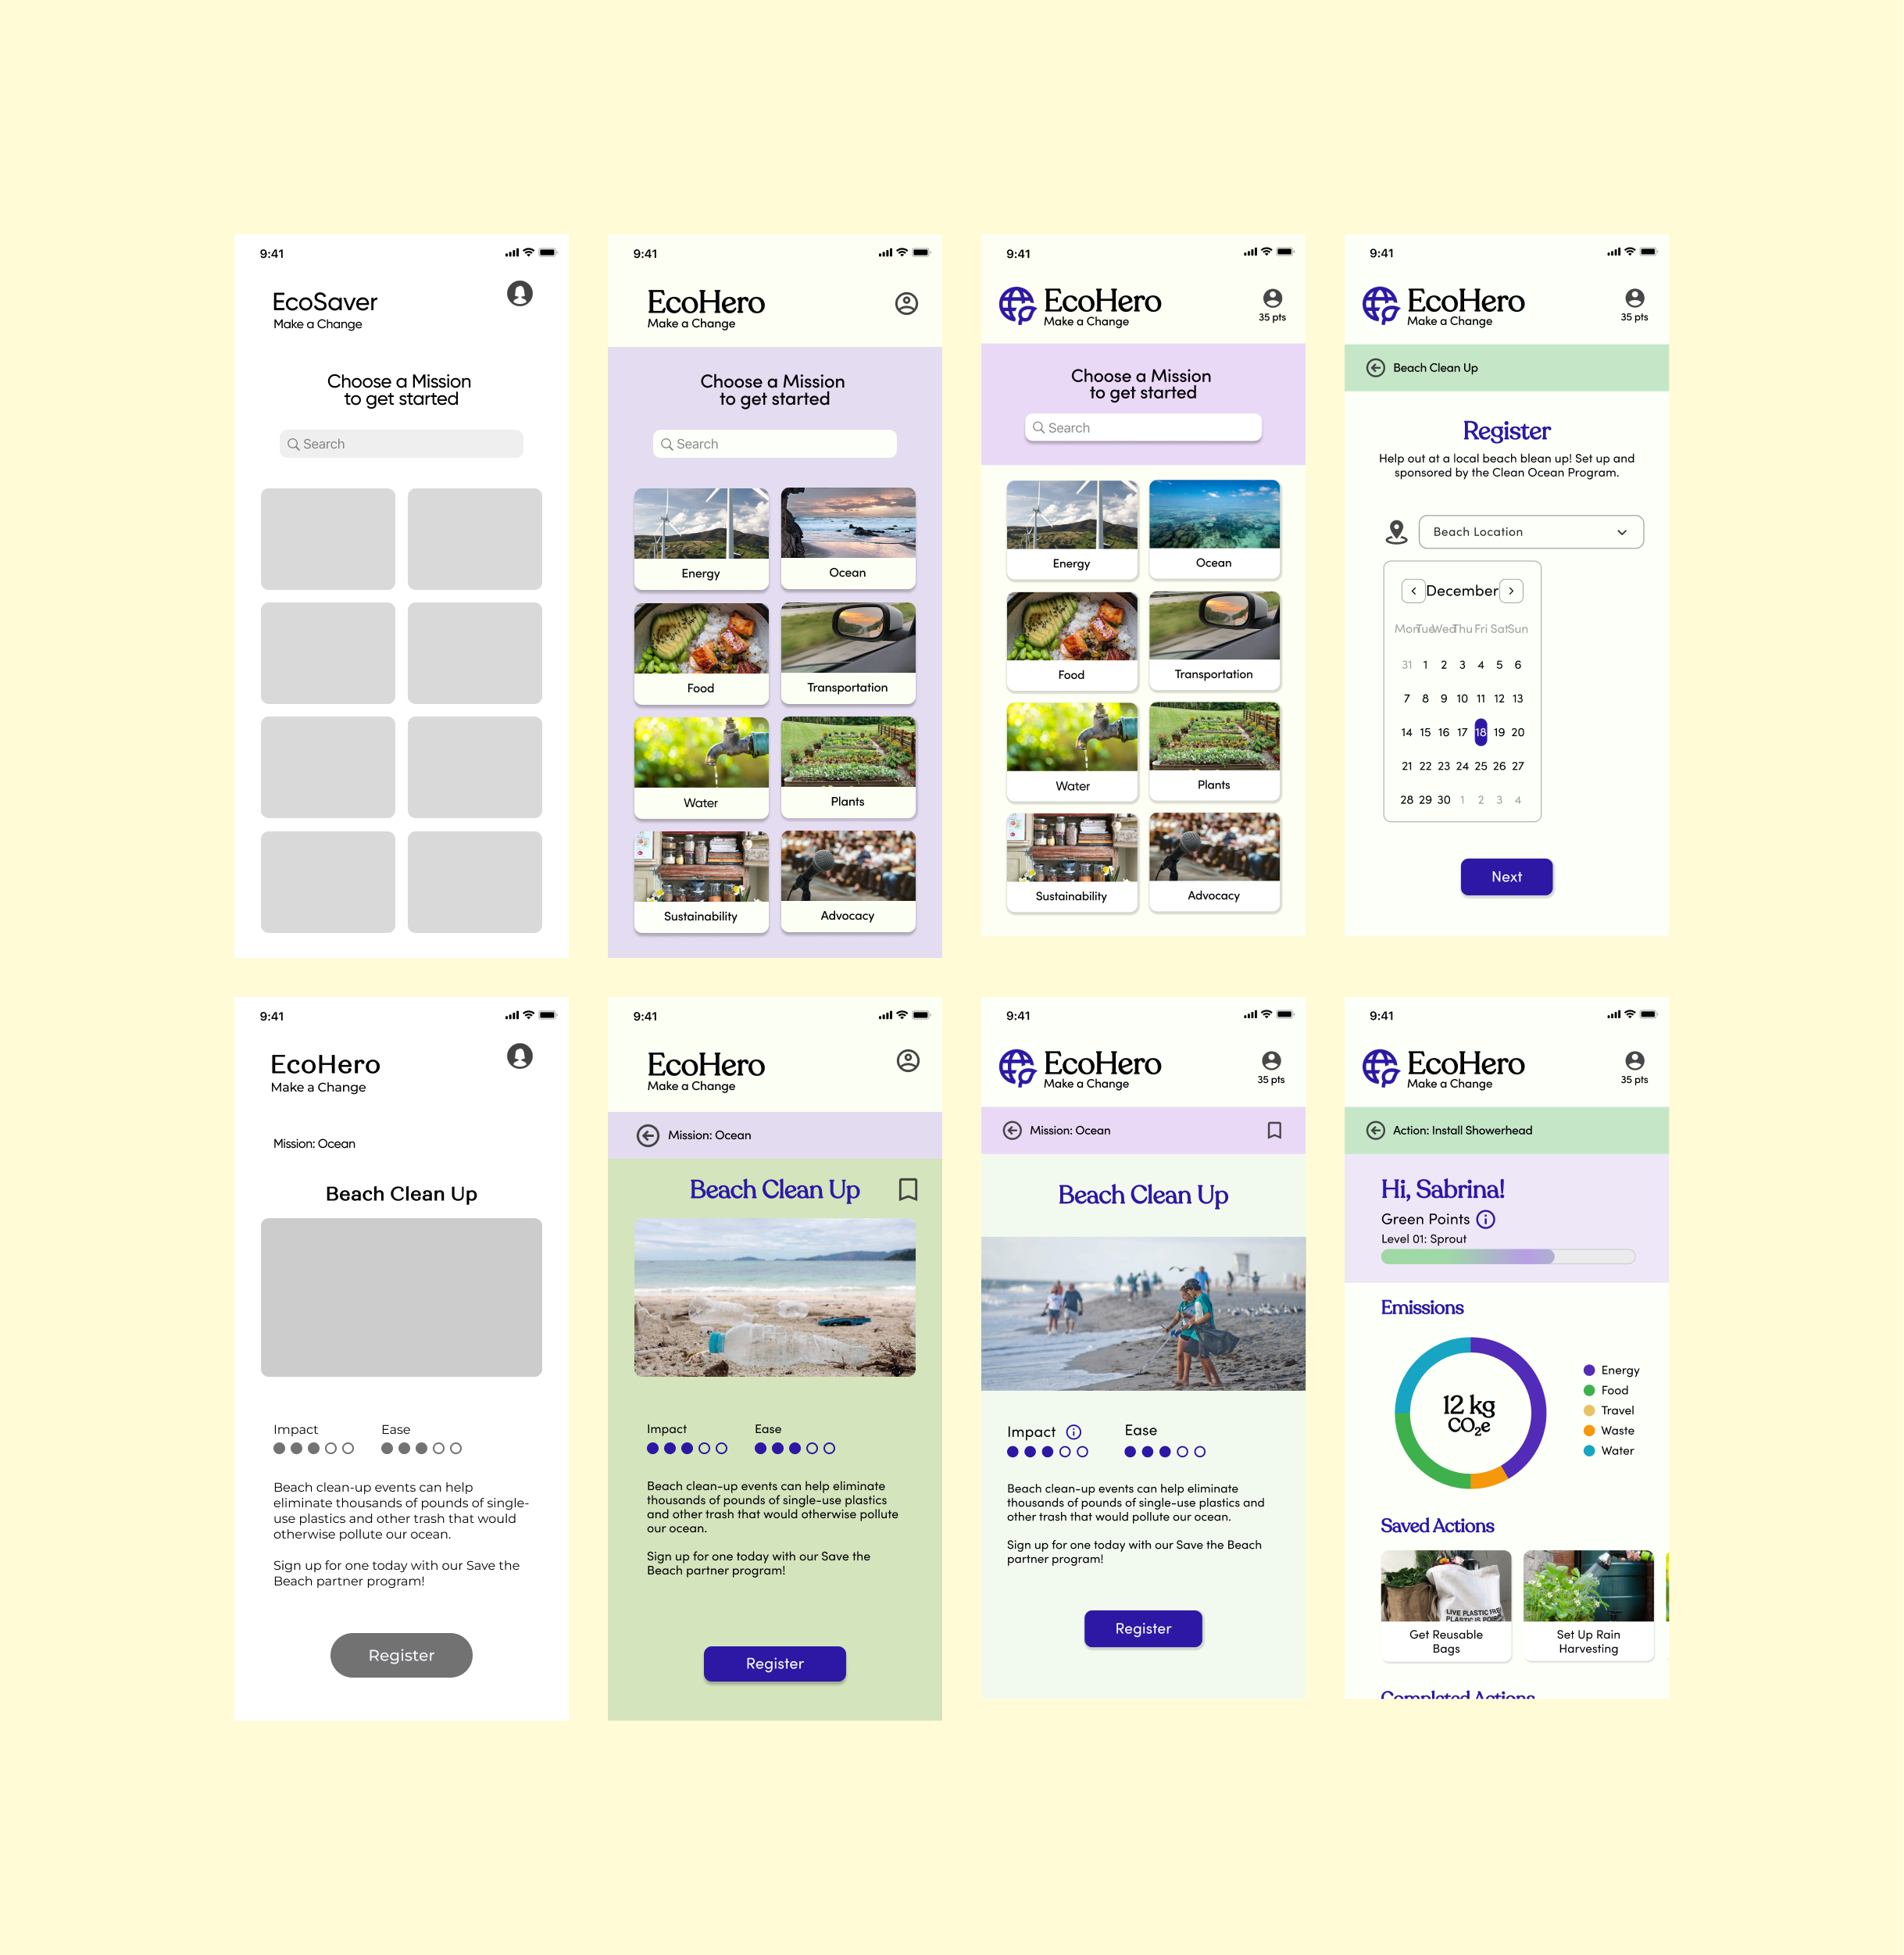 9:41
EcoSaver
Make a Change
Choose a Mission
to get started
Search
9:41
EcoHero
Make a Change
Choose a Mission
to get started
Search
Energy
Ocean
Food
Transportation
Water
Plants
Sustainability
Advocacy
9:41
EcoHero
Make a Change
35 pts
Choose a Mission
to get started
Search
Energy
Ocean
Food
Transportation
Water
Plants
Sustainability
Advocacy
9:41
EcoHero
Make a Change
35 pts
Beach Clean Up
Register
Help out at a local beach blean up! Set up and
sponsored by the Clean Ocean Program.
Beach Location
December
Mon Tue Wed Thu Fri Sat Sun
31 1 2 3 4 5 6
7 8 9 10 11 12 13
14 15 16 17 18 19 20
21 22 23 24 25 26 27
28 29 30 1 2 3 4
Next
9:41
EcoHero
Make a Change
Mission: Ocean
Beach Clean Up
Impact
Ease
Beach clean-up events can help
eliminate thousands of pounds of single-
use plastics and other trash that would
otherwise pollute our ocean.
Sign up for one today with our Save the
Beach partner program!
Register
9:41
EcoHero
Make a Change
Mission: Ocean
Beach Clean Up
Impact
Ease
Beach clean-up events can help eliminate
thousands of pounds of single-use plastics
and other trash that would otherwise pollute
our ocean.
Sign up for one today with our Save the
Beach partner program!
Register
9:41
EcoHero
Make a Change
35 pts
Mission: Ocean
Beach Clean Up
Impact
Ease
Beach clean-up events can help eliminate
thousands of pounds of single-use plastics and
other trash that would pollute our ocean.
Sign up for one today with our Save the Beach
partner program!
Register
9:41
EcoHero
Make a Change
35 pts
Action: Install Showerhead
Hi, Sabrina!
Green Points
Level 01: Sprout
Emissions
12 kg
CO₂e
Energy
Food
Travel
Waste
Water
Saved Actions
LIVE PLASTIC FREE
PLASTIC IS
Get Reusable
Bags
Set Up Rain
Harvesting
Completed Actions